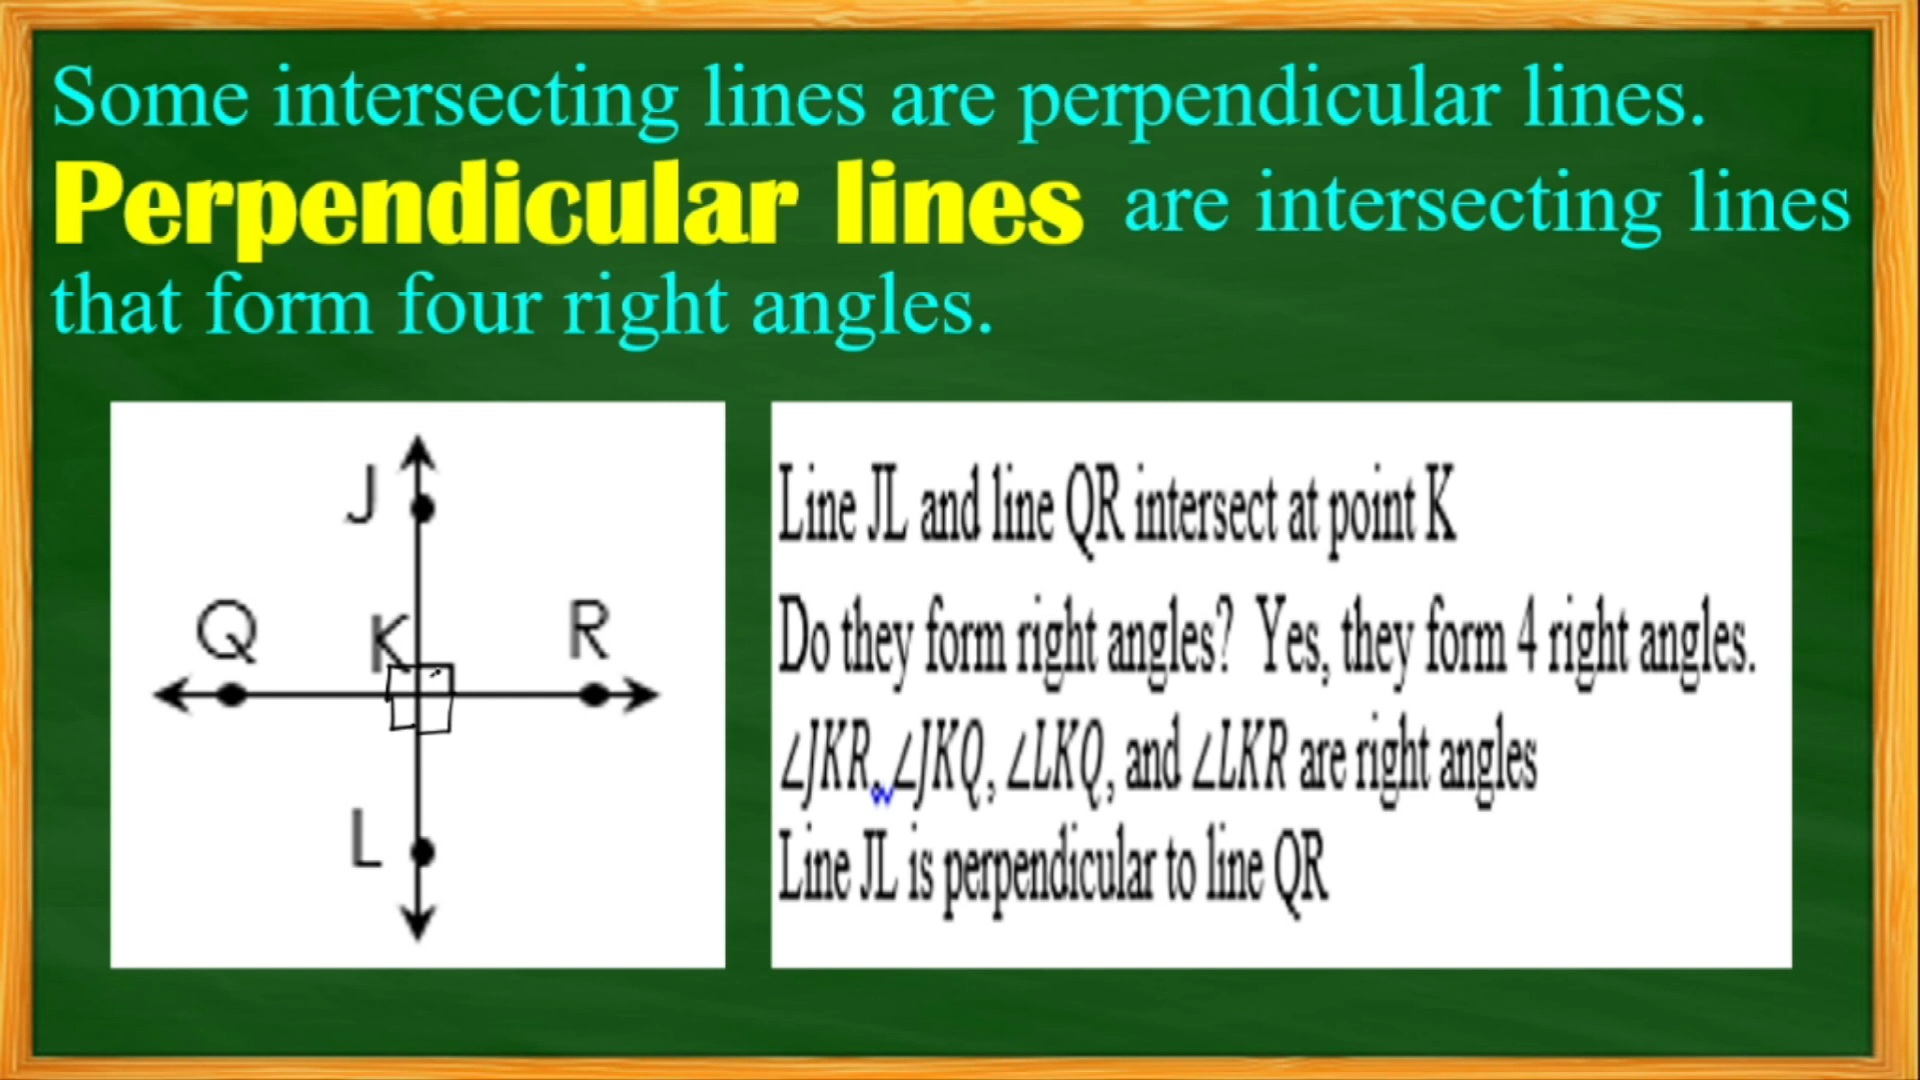 Some intersecting lines are perpendicular lines.
Perpendicular lines are intersecting lines
that form four right angles.
J
Q K R
L
Line JL and line QR intersect at point K
Do they form right angles? Yes, they form 4 right angles.
∠JKR, ∠JKQ, ∠LKQ, and ∠LKR are right angles
Line JL is perpendicular to line QR